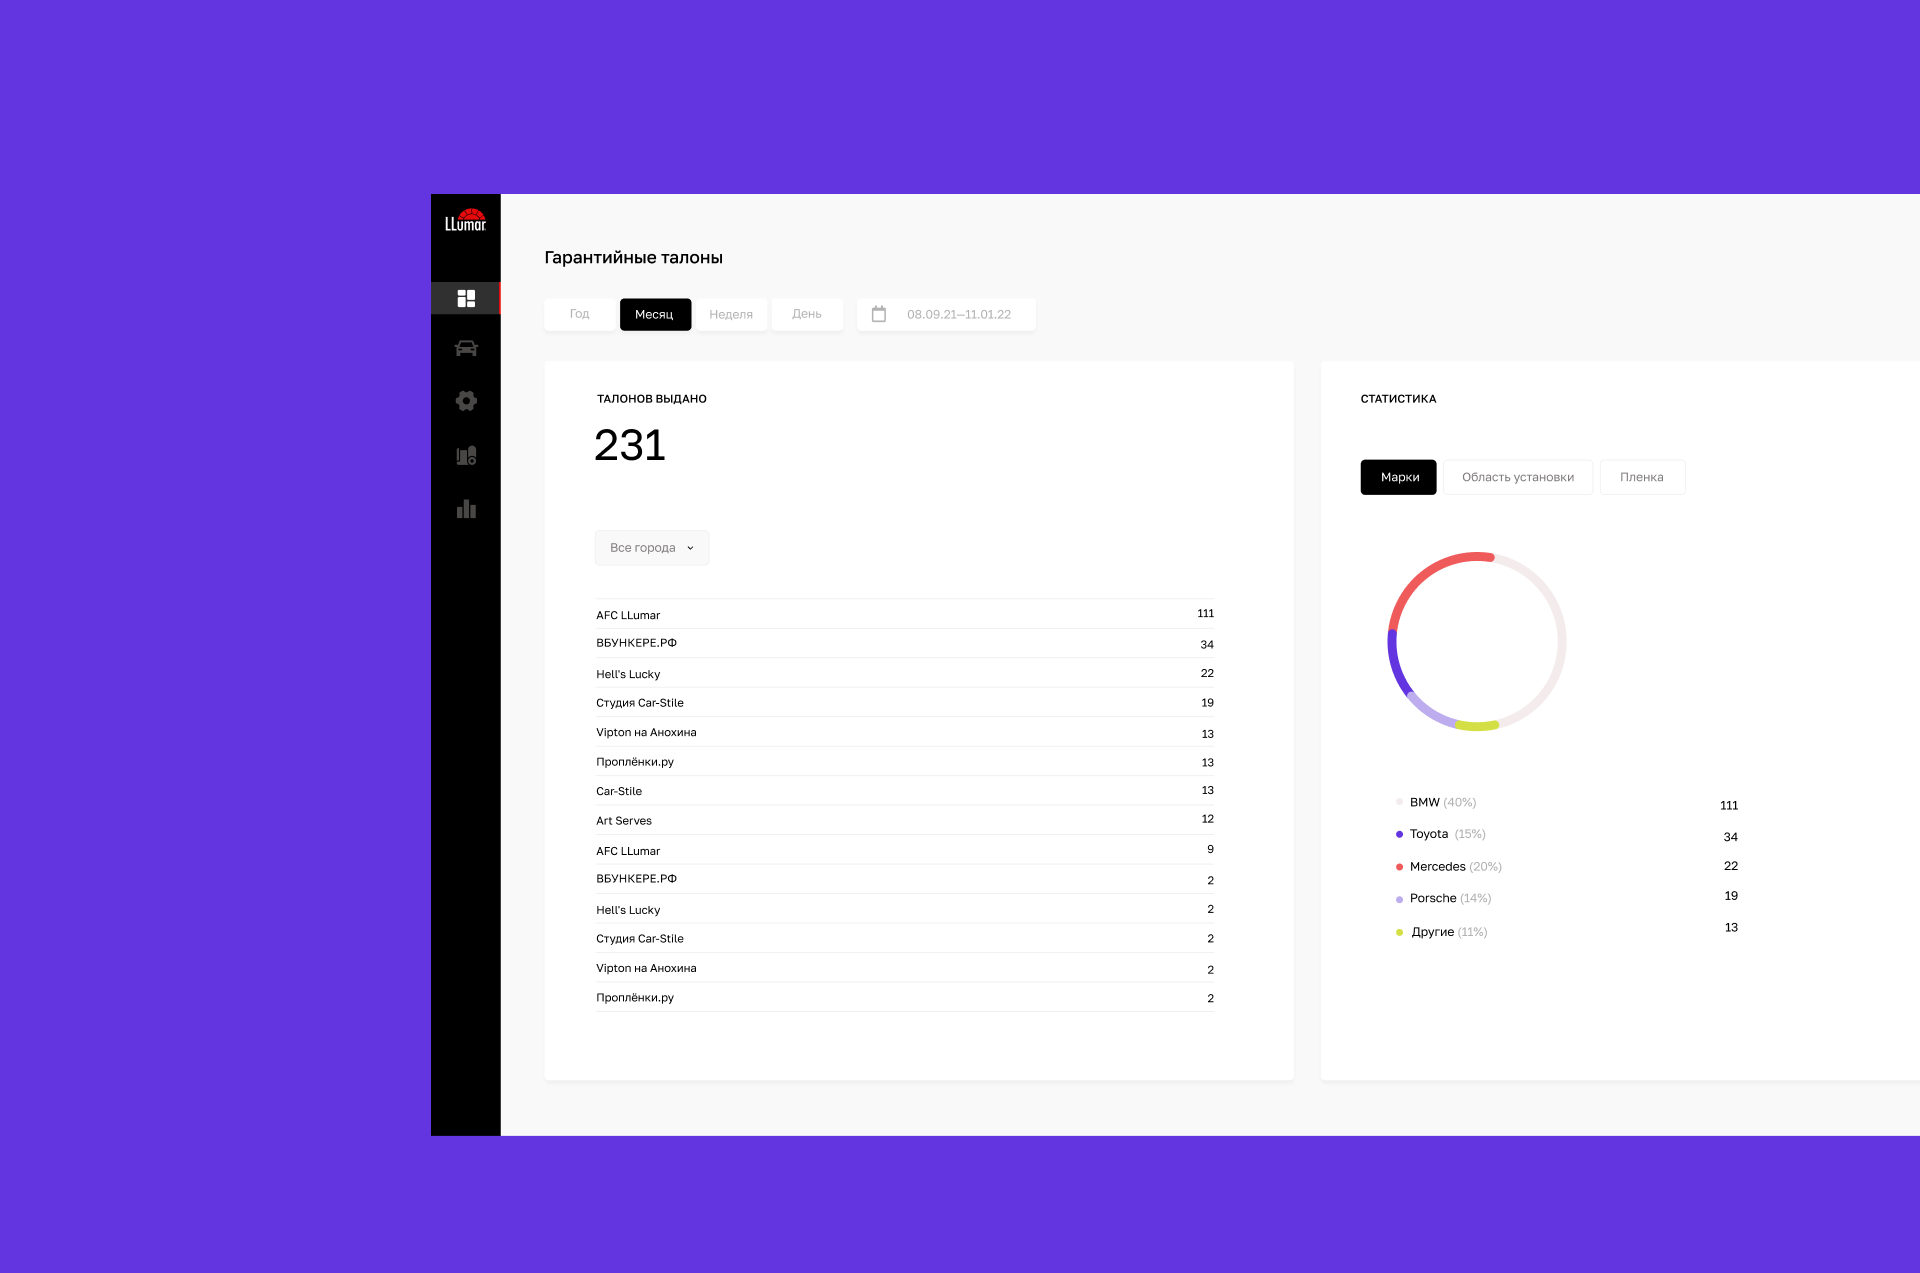 LLumar
Гарантийные талоны
Год
Месяц
Неделя
День
08.09.21—11.01.22
ТАЛОНОВ ВЫДАНО
231
Все города
AFC LLumar 111
ВБУНКЕРЕ.РФ 34
Hell's Lucky 22
Студия Car-Stile 19
Vipton на Анохина 13
Проплёнки.ру 13
Car-Stile 13
Art Serves 12
AFC LLumar 9
ВБУНКЕРЕ.РФ 2
Hell's Lucky 2
Студия Car-Stile 2
Vipton на Анохина 2
Проплёнки.ру 2
СТАТИСТИКА
Марки
Область установки
Пленка
BMW (40%) 111
Toyota (15%) 34
Mercedes (20%) 22
Porsche (14%) 19
Другие (11%) 13